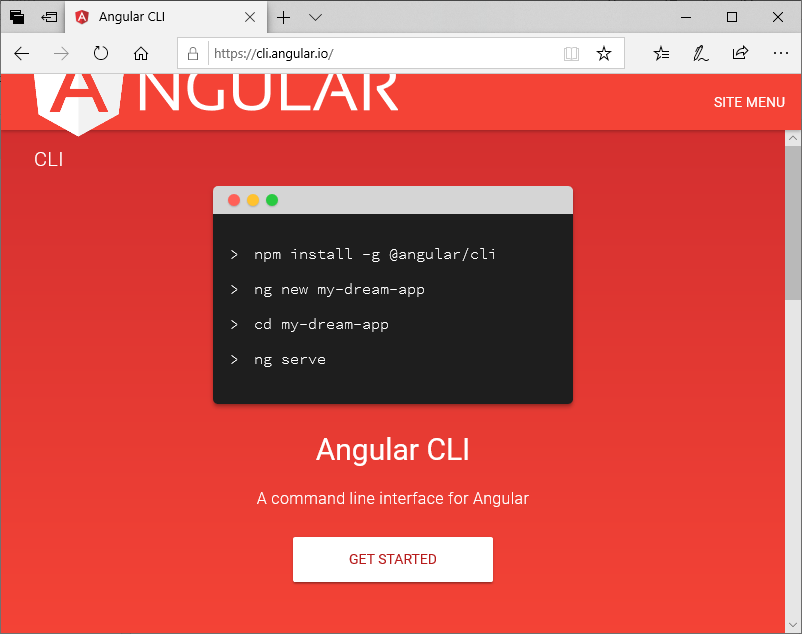 Angular CLI
https://cli.angular.io/
ANGULAR
SITE MENU
CLI
> npm install -g @angular/cli
> ng new my-dream-app
> cd my-dream-app
> ng serve
Angular CLI
A command line interface for Angular
GET STARTED